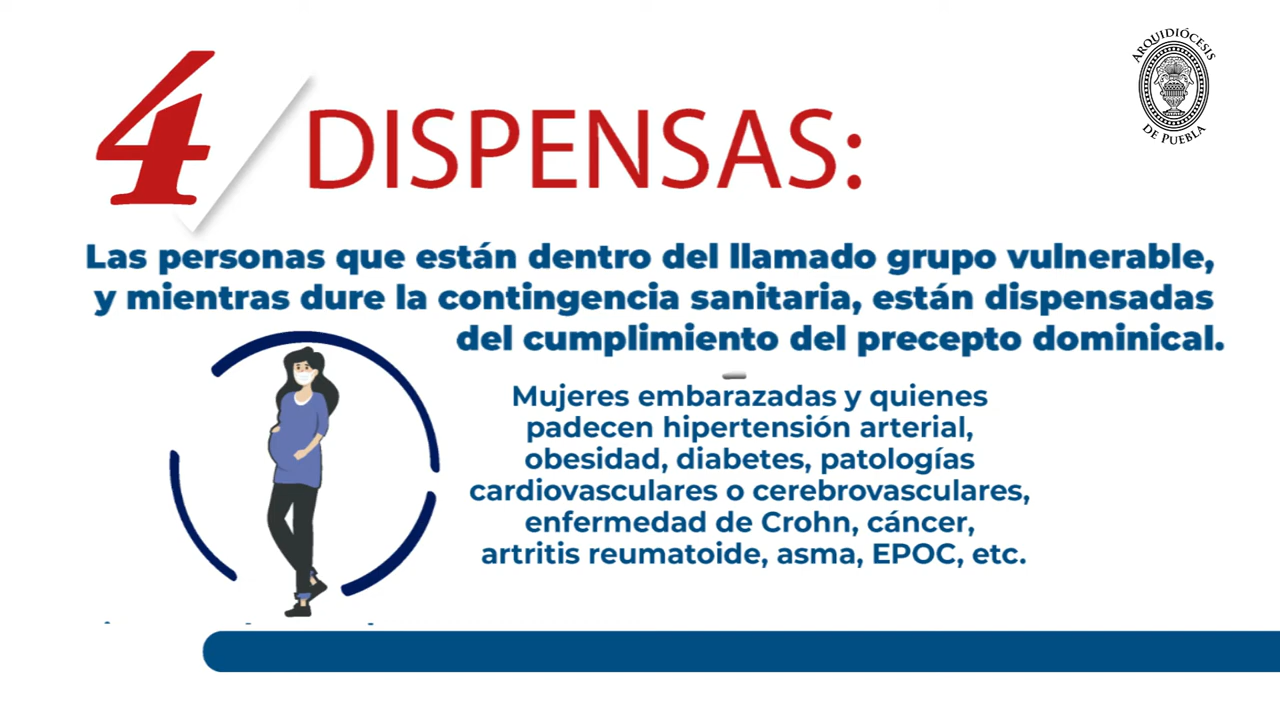 4 DISPENSAS:
ARQUIDIÓCESIS
DE PUEBLA
Las personas que están dentro del llamado grupo vulnerable,
y mientras dure la contingencia sanitaria, están dispensadas
del cumplimiento del precepto dominical.
Mujeres embarazadas y quienes
padecen hipertensión arterial,
obesidad, diabetes, patologías
cardiovasculares o cerebrovasculares,
enfermedad de Crohn, cáncer,
artritis reumatoide, asma, EPOC, etc.